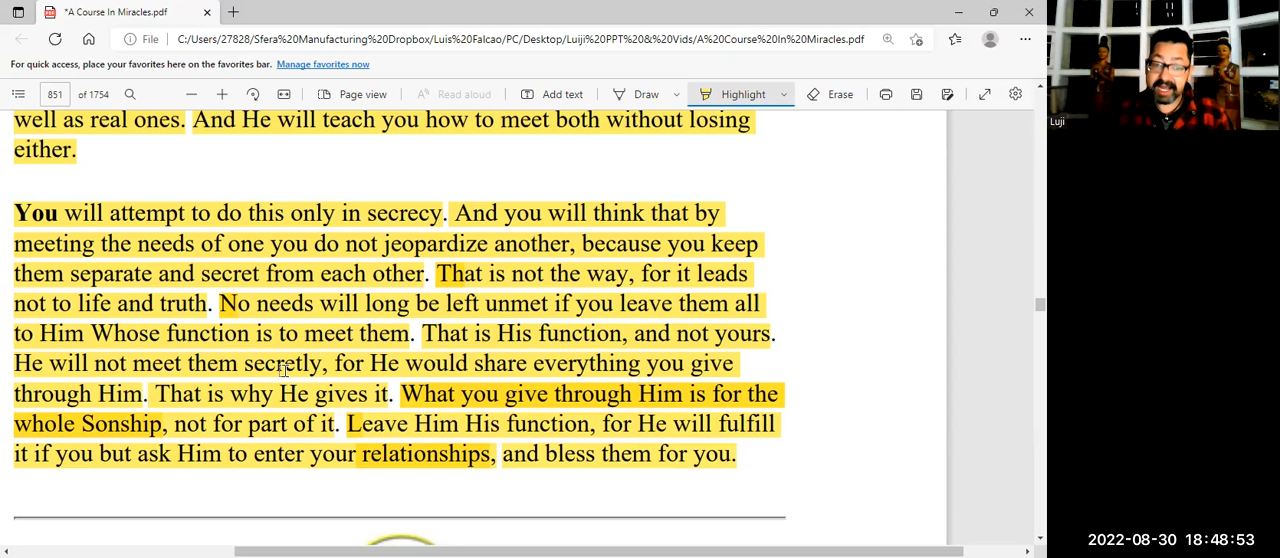 *A Course In Miracles.pdf
File
C:/Users/27828/Sfera%20Manufacturing%20Dropbox/Luis%20Falcao/PC/Desktop/Luiji%20PPT%20&%20Vids/A%20Course%20In%20Miracles.pdf
For quick access, place your favorites here on the favorites bar. Manage favorites now
851 of 1754 Page view Read aloud Add text Draw Highlight Erase
well as real ones. And He will teach you how to meet both without losing
either.
You will attempt to do this only in secrecy. And you will think that by
meeting the needs of one you do not jeopardize another, because you keep
them separate and secret from each other. That is not the way, for it leads
not to life and truth. No needs will long be left unmet if you leave them all
to Him Whose function is to meet them. That is His function, and not yours.
He will not meet them secretly, for He would share everything you give
through Him. That is why He gives it. What you give through Him is for the
whole Sonship, not for part of it. Leave Him His function, for He will fulfill
it if you but ask Him to enter your relationships, and bless them for you.
Luji
2022-08-30 18:48:53